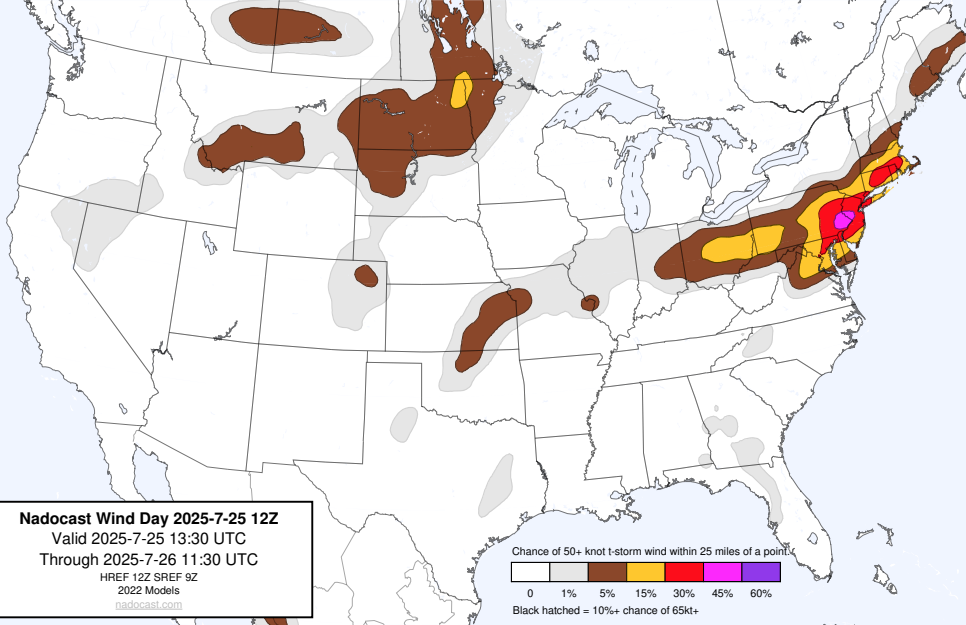 Nadocast Wind Day 2025-7-25 12Z
Valid 2025-7-25 13:30 UTC
Through 2025-7-26 11:30 UTC
HREF 12Z SREF 9Z
2022 Models
nadocast.com
Chance of 50+ knot t-storm wind within 25 miles of a point.
0 1% 5% 15% 30% 45% 60%
Black hatched = 10%+ chance of 65kt+